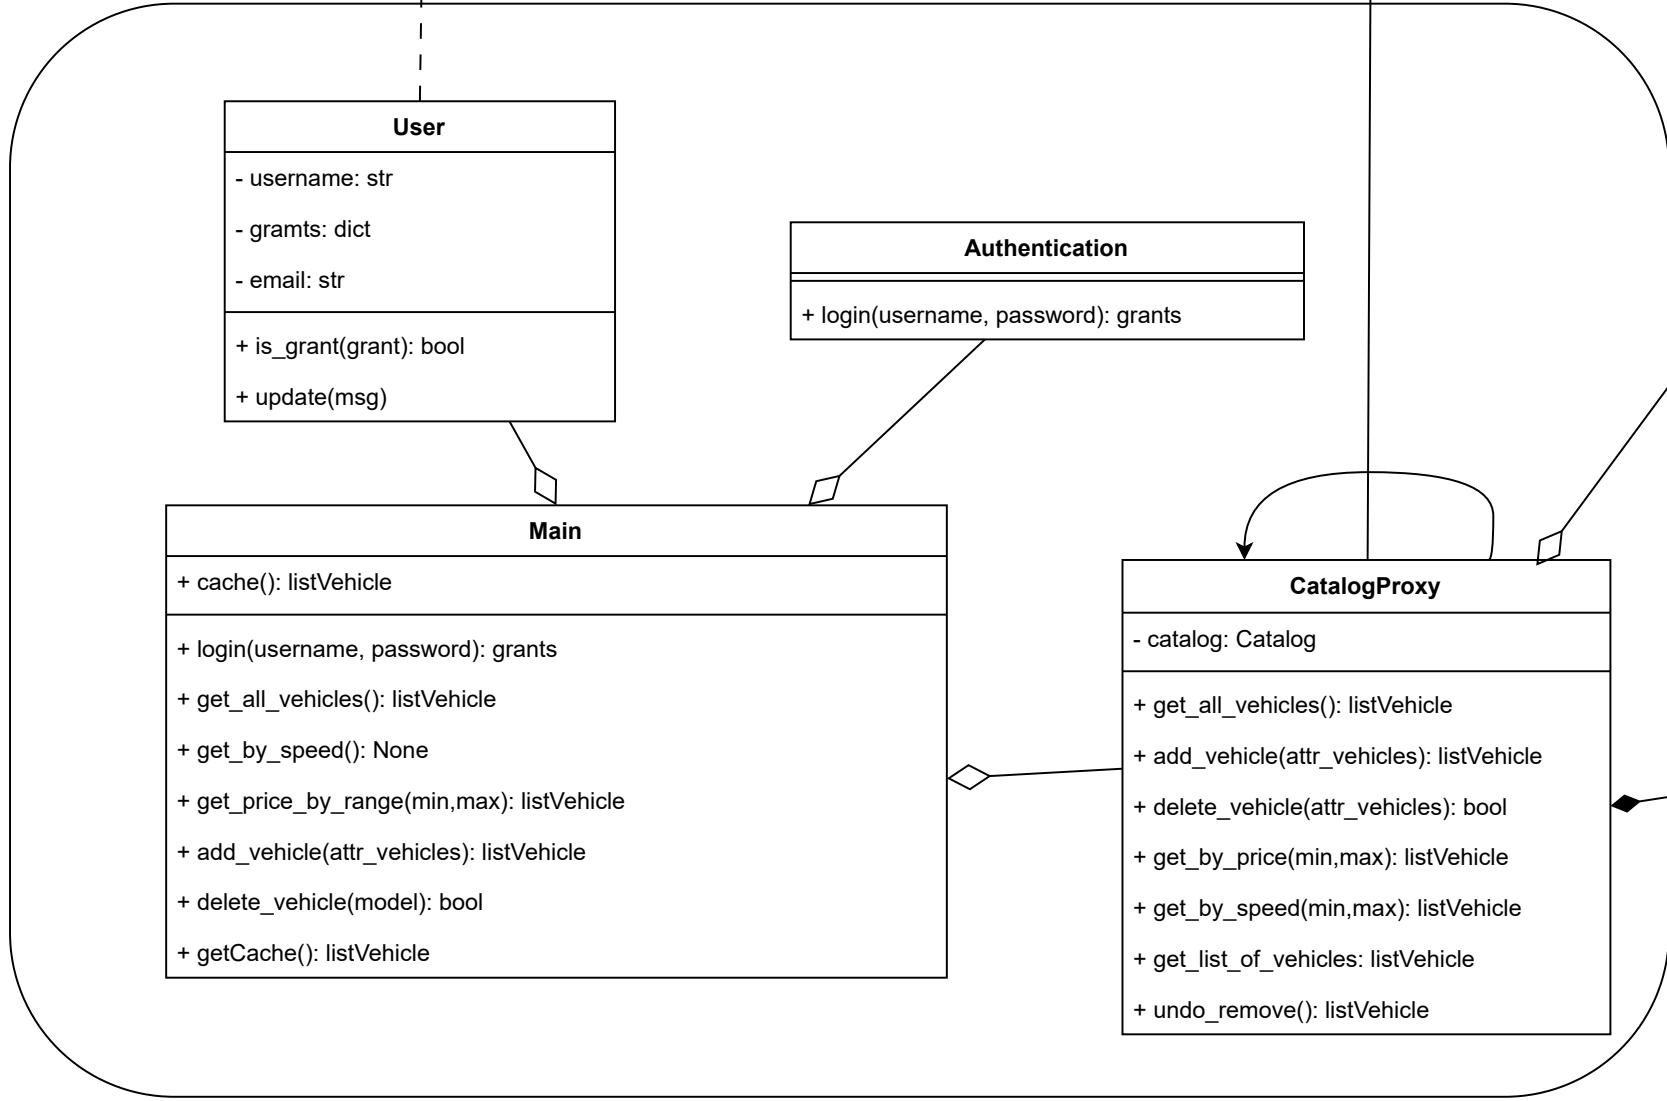 User
- username: str
- gramts: dict
- email: str
+ is_grant(grant): bool
+ update(msg)
Authentication
+ login(username, password): grants
Main
+ cache(): listVehicle
+ login(username, password): grants
+ get_all_vehicles(): listVehicle
+ get_by_speed(): None
+ get_price_by_range(min,max): listVehicle
+ add_vehicle(attr_vehicles): listVehicle
+ delete_vehicle(model): bool
+ getCache(): listVehicle
CatalogProxy
- catalog: Catalog
+ get_all_vehicles(): listVehicle
+ add_vehicle(attr_vehicles): listVehicle
+ delete_vehicle(attr_vehicles): bool
+ get_by_price(min,max): listVehicle
+ get_by_speed(min,max): listVehicle
+ get_list_of_vehicles: listVehicle
+ undo_remove(): listVehicle